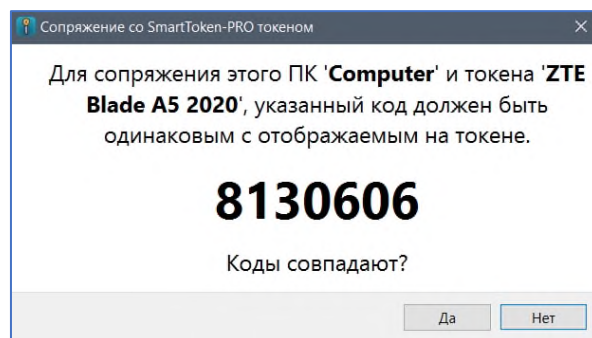 Сопряжение со SmartToken-PRO токеном
Для сопряжения этого ПК 'Computer' и токена 'ZTE
Blade A5 2020', указанный код должен быть
одинаковым с отображаемым на токене.
8130606
Коды совпадают?
Да
Нет